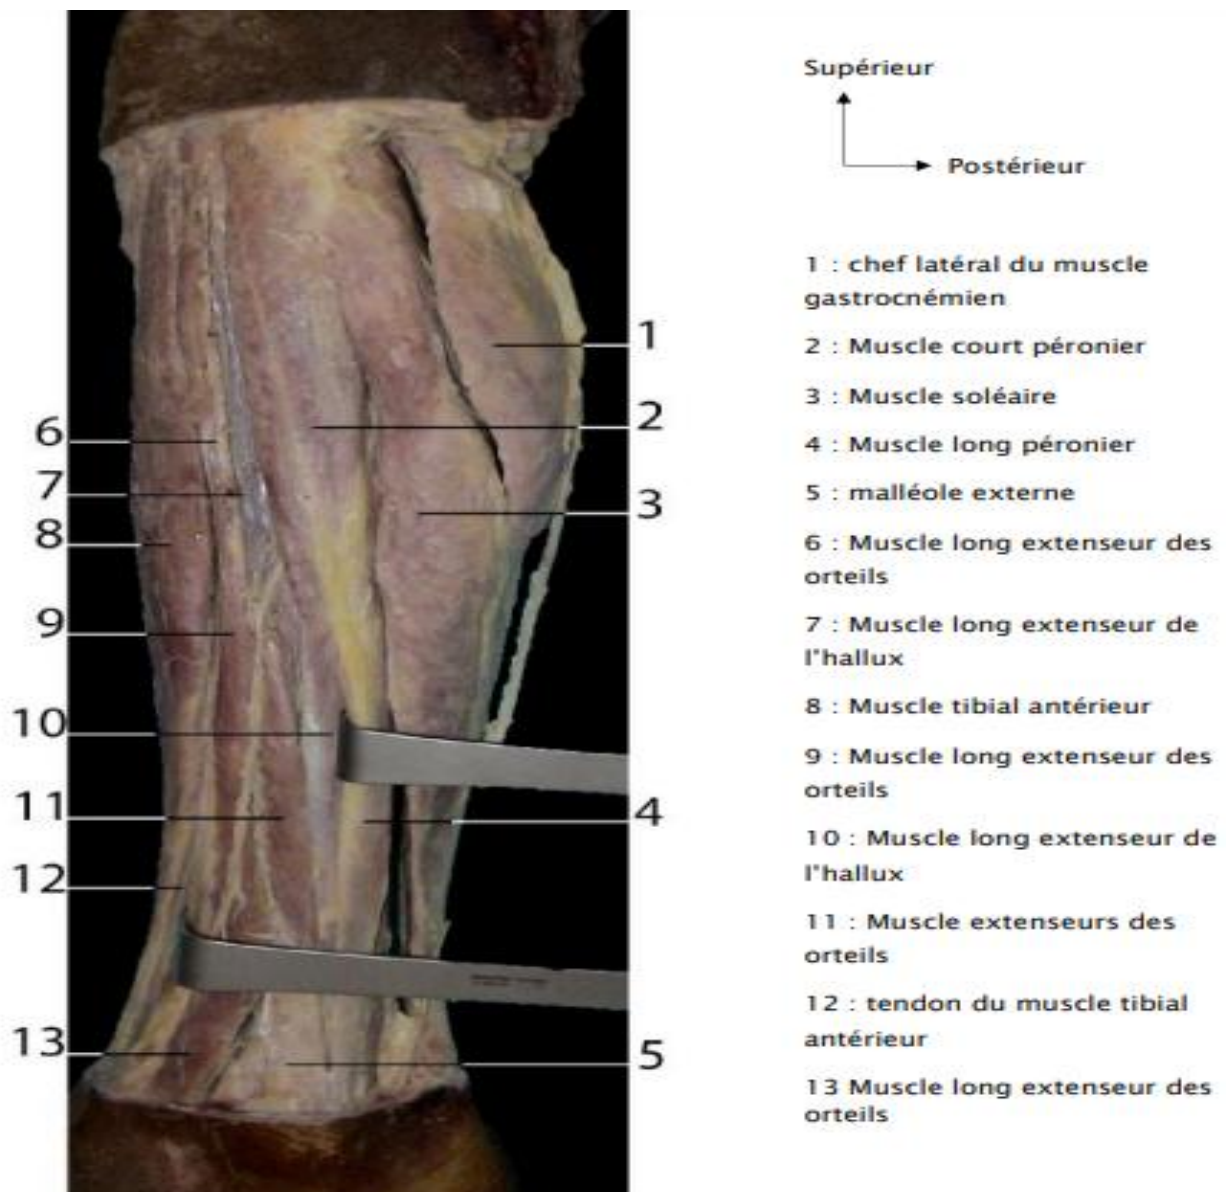 Supérieur
Postérieur
1 : chef latéral du muscle
gastrocnémien
2 : Muscle court péronier
3 : Muscle soléaire
4 : Muscle long péronier
5 : malléole externe
6 : Muscle long extenseur des
orteils
7 : Muscle long extenseur de
l'hallux
8 : Muscle tibial antérieur
9 : Muscle long extenseur des
orteils
10 : Muscle long extenseur de
l'hallux
11 : Muscle extenseurs des
orteils
12 : tendon du muscle tibial
antérieur
13 Muscle long extenseur des
orteils
1
2
3
4
5
6
7
8
9
10
11
12
13